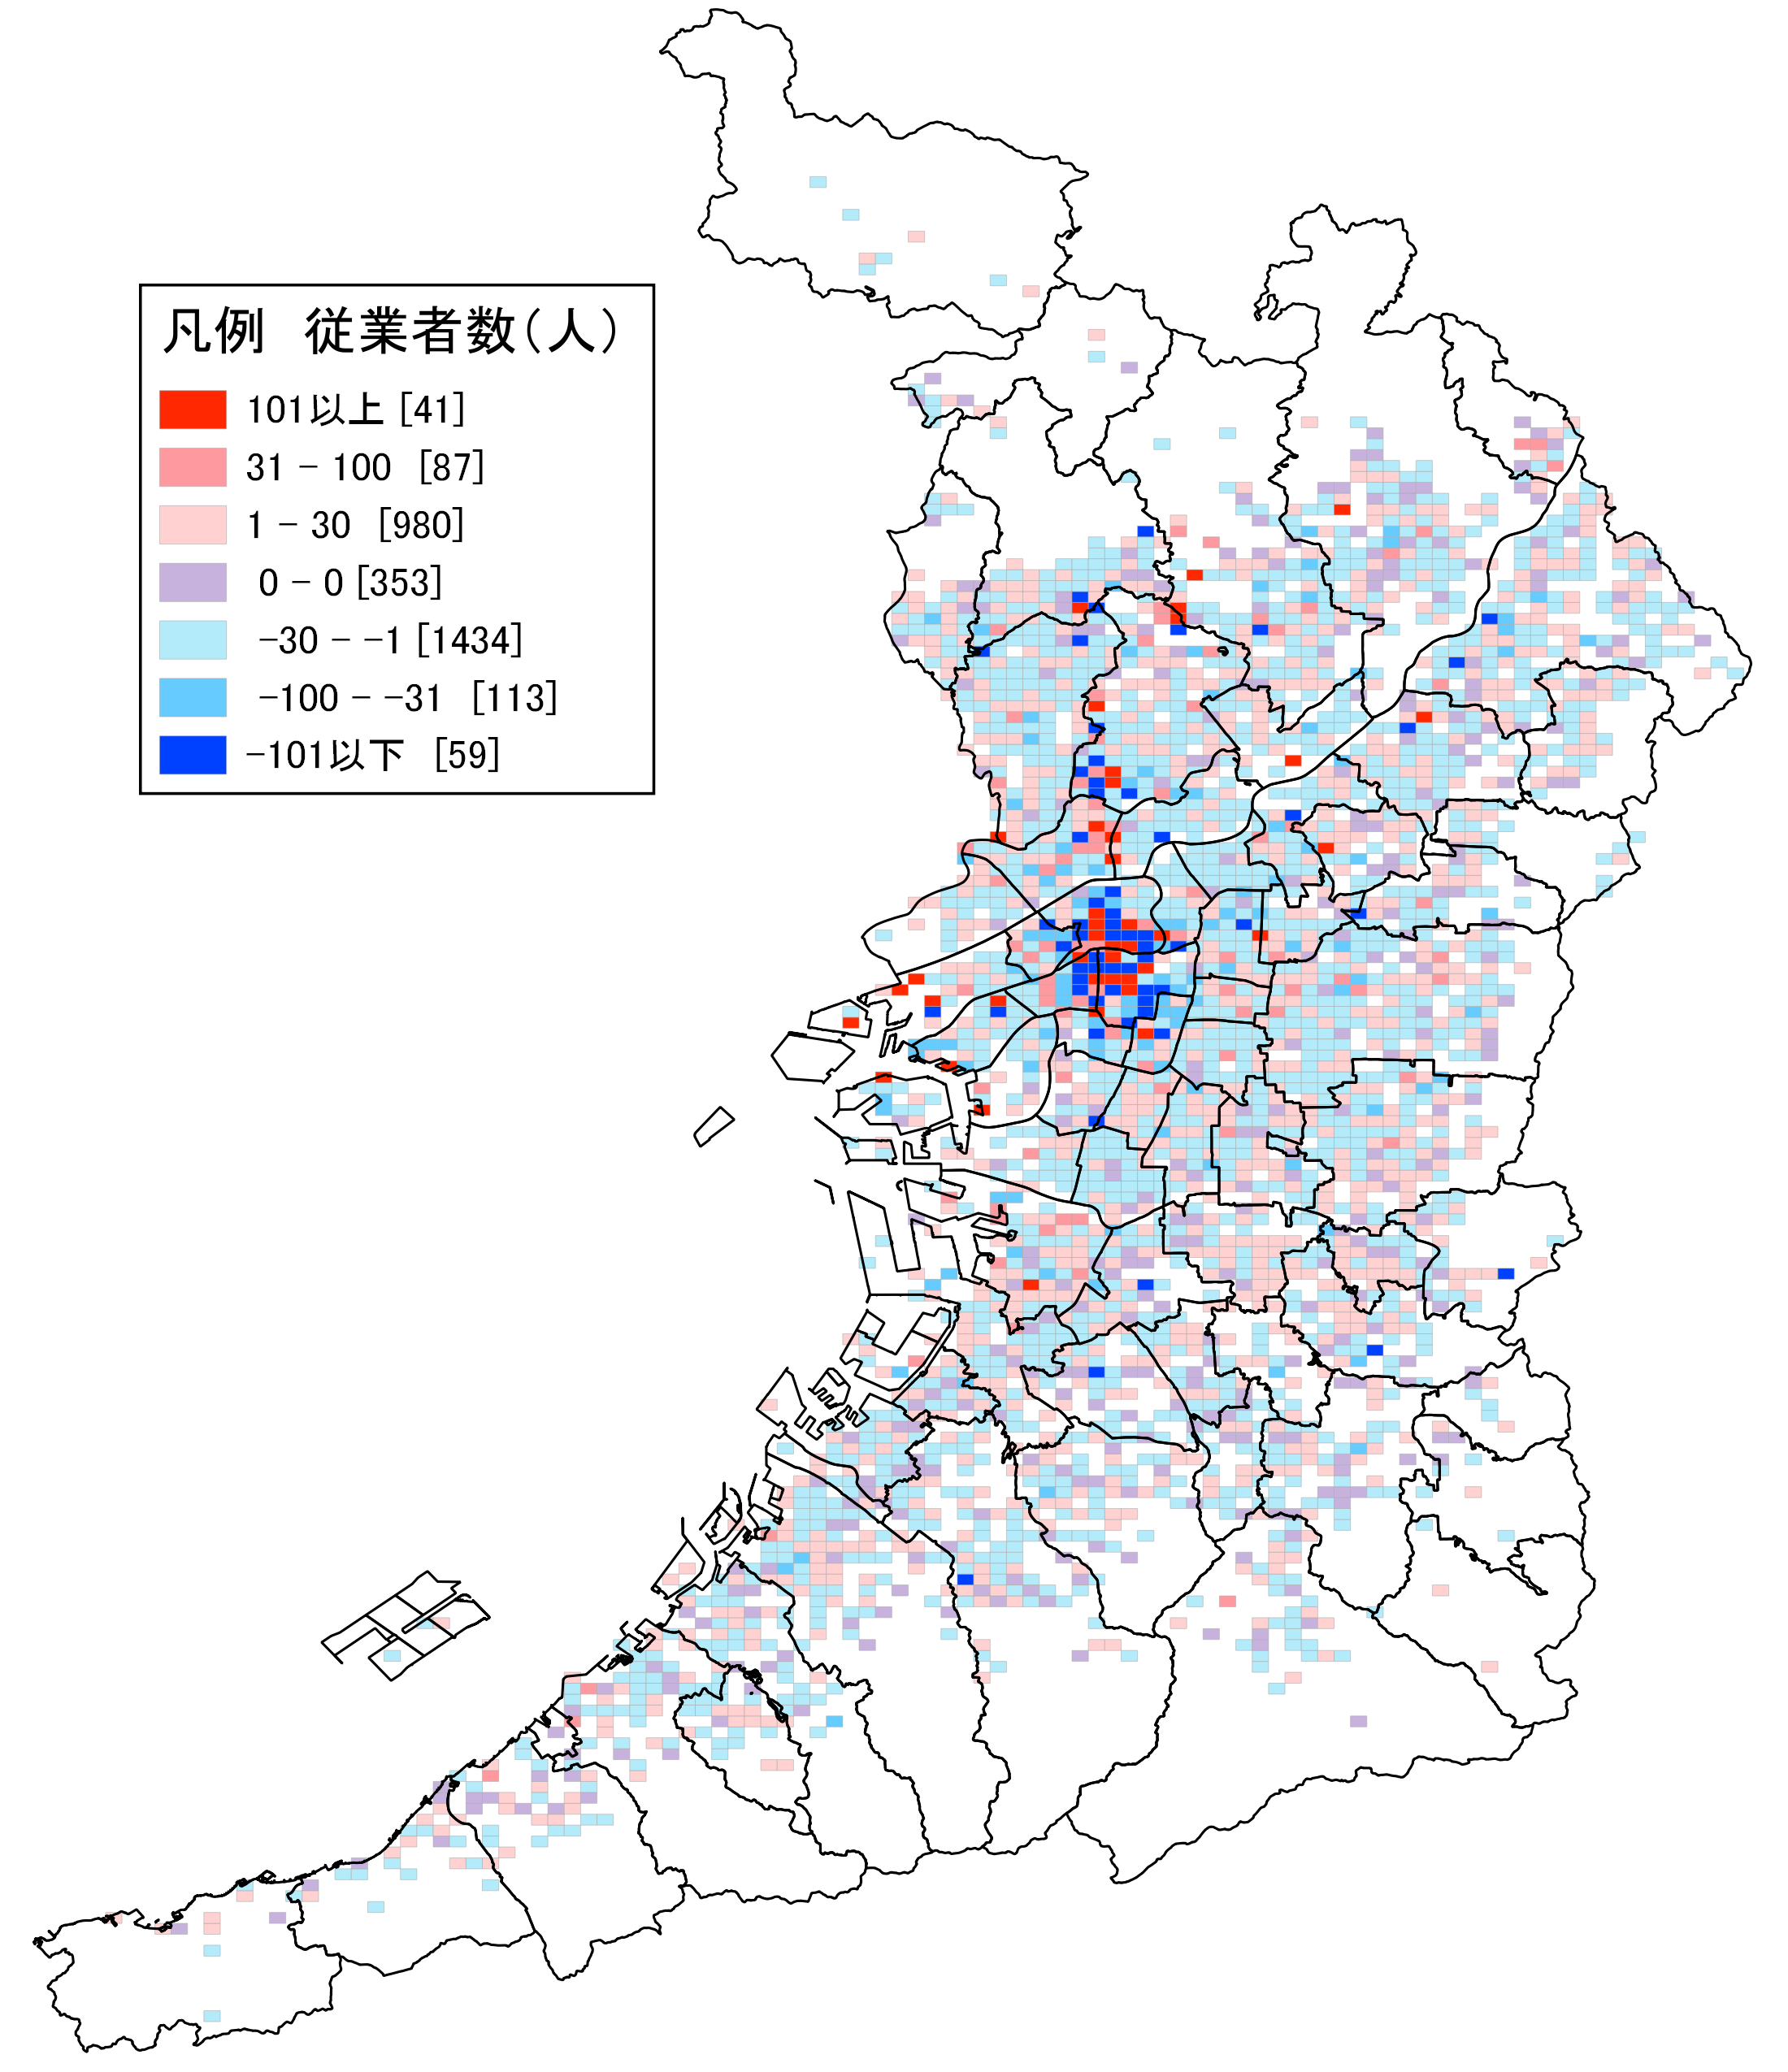 凡例　従業者数（人）
101以上 [41]
31 － 100 [87]
1 － 30 [980]
0 － 0 [353]
－30 － －1 [1434]
－100 － －31 [113]
－101以下 [59]